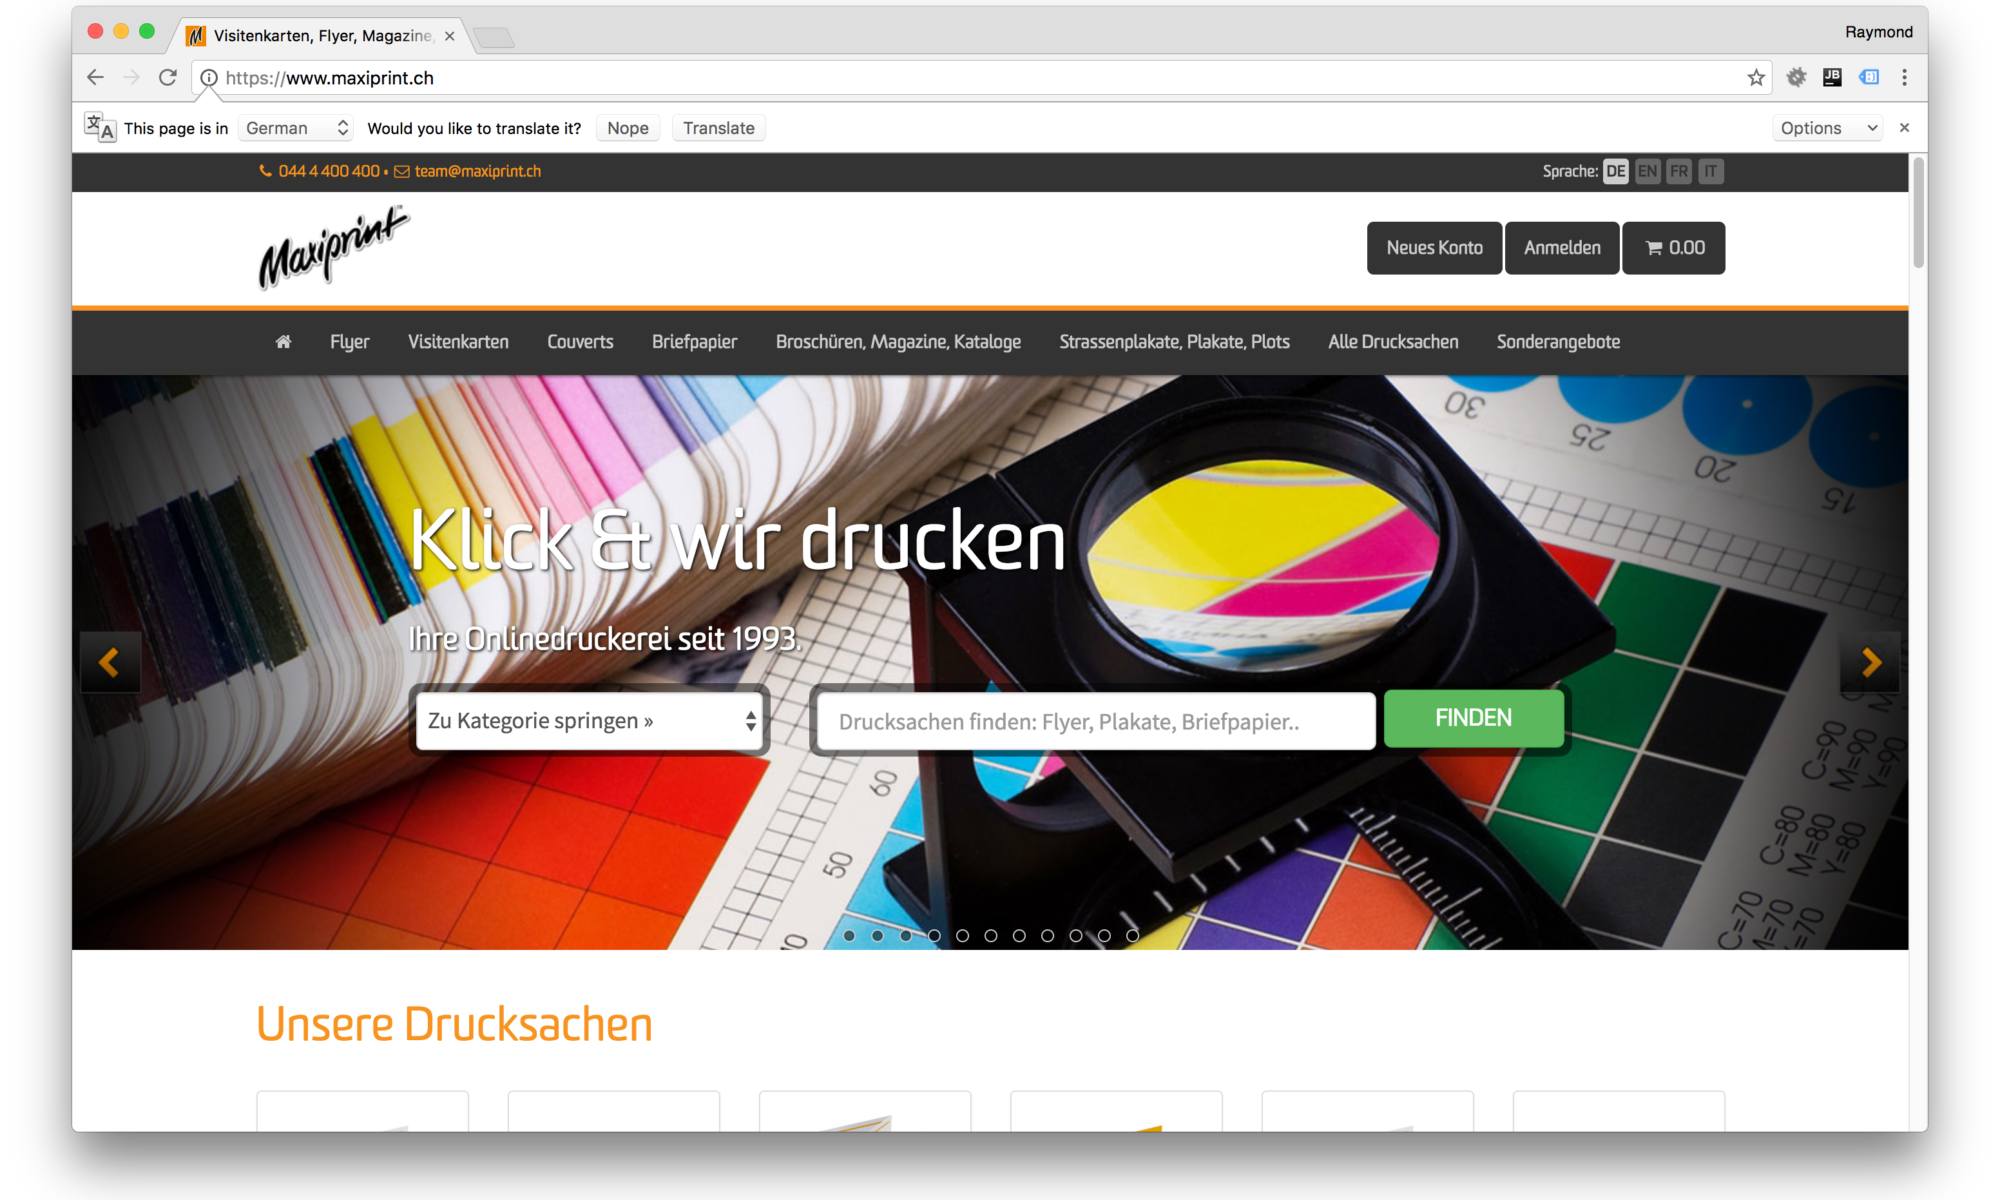 Visitenkarten, Flyer, Magazine,
Raymond
https://www.maxiprint.ch
JB
This page is in German Would you like to translate it? Nope Translate Options
044 4 400 400 • team@maxiprint.ch
Sprache: DE EN FR IT
Maxiprint
Neues Konto Anmelden 0.00
Flyer Visitenkarten Couverts Briefpapier Broschüren, Magazine, Kataloge Strassenplakate, Plakate, Plots Alle Drucksachen Sonderangebote
30
25
20
15
Klick & wir drucken
Ihre Onlinedruckerei seit 1993.
Zu Kategorie springen »
Drucksachen finden: Flyer, Plakate, Briefpapier..
FINDEN
60
50
C=90
M=90
Y=90
C=80
M=80
Y=80
C=70
M=70
Y=70
Unsere Drucksachen